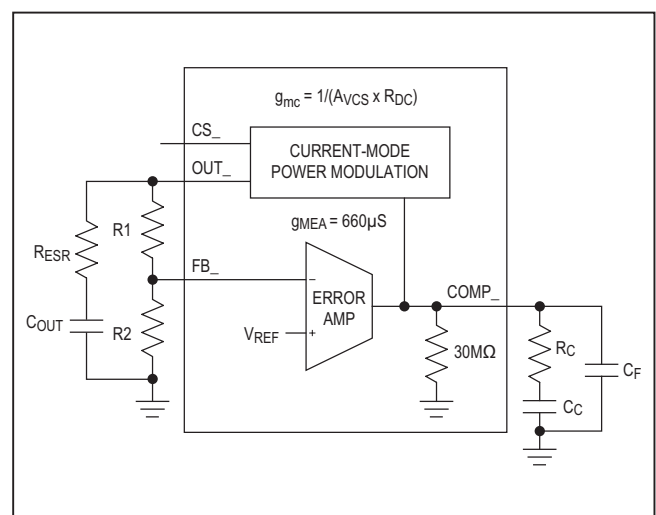 gmc = 1/(AVCS x RDC)
CS_
CURRENT-MODE
POWER MODULATION
OUT_
gMEA = 660µS
R1
RESR
FB_
COUT
R2
VREF
−
+
ERROR
AMP
COMP_
30MΩ
RC
CC
CF